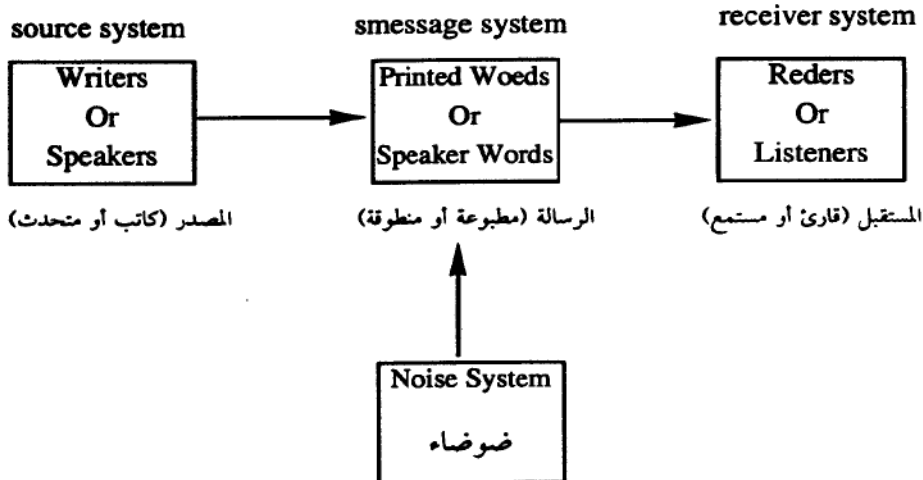 source system
smessage system
receiver system
Writers
Or
Speakers
Printed Woeds
Or
Speaker Words
Reders
Or
Listeners
المصدر (كاتب أو متحدث)
الرسالة (مطبوعة أو منطوقة)
المستقبل (قارئ أو مستمع)
Noise System
ضوضاء